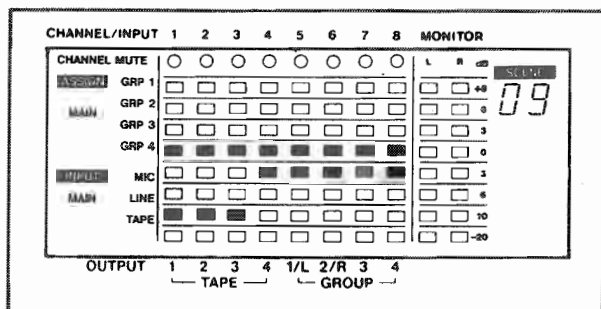 CHANNEL/INPUT 1 2 3 4 5 6 7 8 MONITOR
CHANNEL MUTE L R dB
ASSIGN GRP 1 +9 SCENE
MAIN GRP 2 6 09
GRP 3 3
GRP 4 0
INPUT MIC 3
MAIN LINE 6
TAPE 10
-20
OUTPUT 1 2 3 4 1/L 2/R 3 4
TAPE GROUP